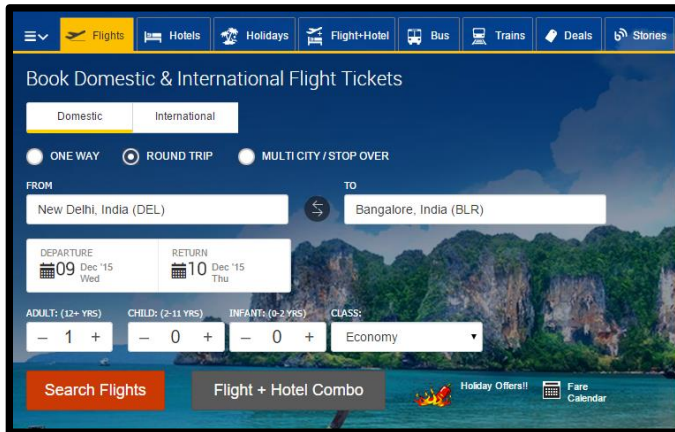 Flights Hotels Holidays Flight+Hotel Bus Trains Deals Stories
Book Domestic & International Flight Tickets
Domestic International
ONE WAY ROUND TRIP MULTI CITY / STOP OVER
FROM TO
New Delhi, India (DEL) Bangalore, India (BLR)
DEPARTURE RETURN
09 Dec '15 Wed 10 Dec '15 Thu
ADULT: (12+ YRS) CHILD: (2-11 YRS) INFANT: (0-2 YRS) CLASS:
– 1 + – 0 + – 0 + Economy
Search Flights Flight + Hotel Combo Holiday Offers!! Fare Calendar